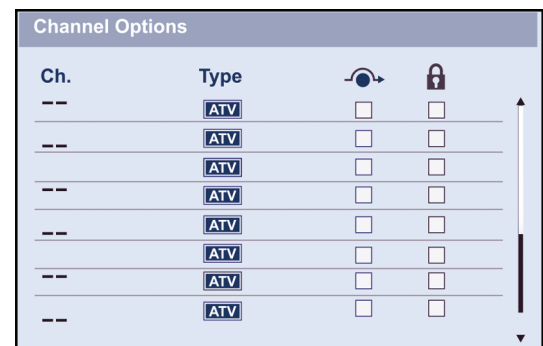 Channel Options
Ch. Type
-- ATV
-- ATV
ATV
-- ATV
-- ATV
ATV
-- ATV
-- ATV